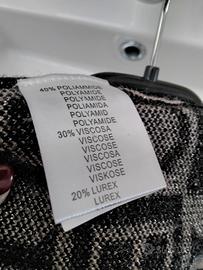 40% POLIAMMIDE
POLYAMIDE
POLYAMIDE
POLIAMIDA
POLYAMID
POLYAMIDE
30% VISCOSA
VISCOSE
VISCOSE
VISCOSA
VISCOSE
VISKOSE
20% LUREX
LUREX